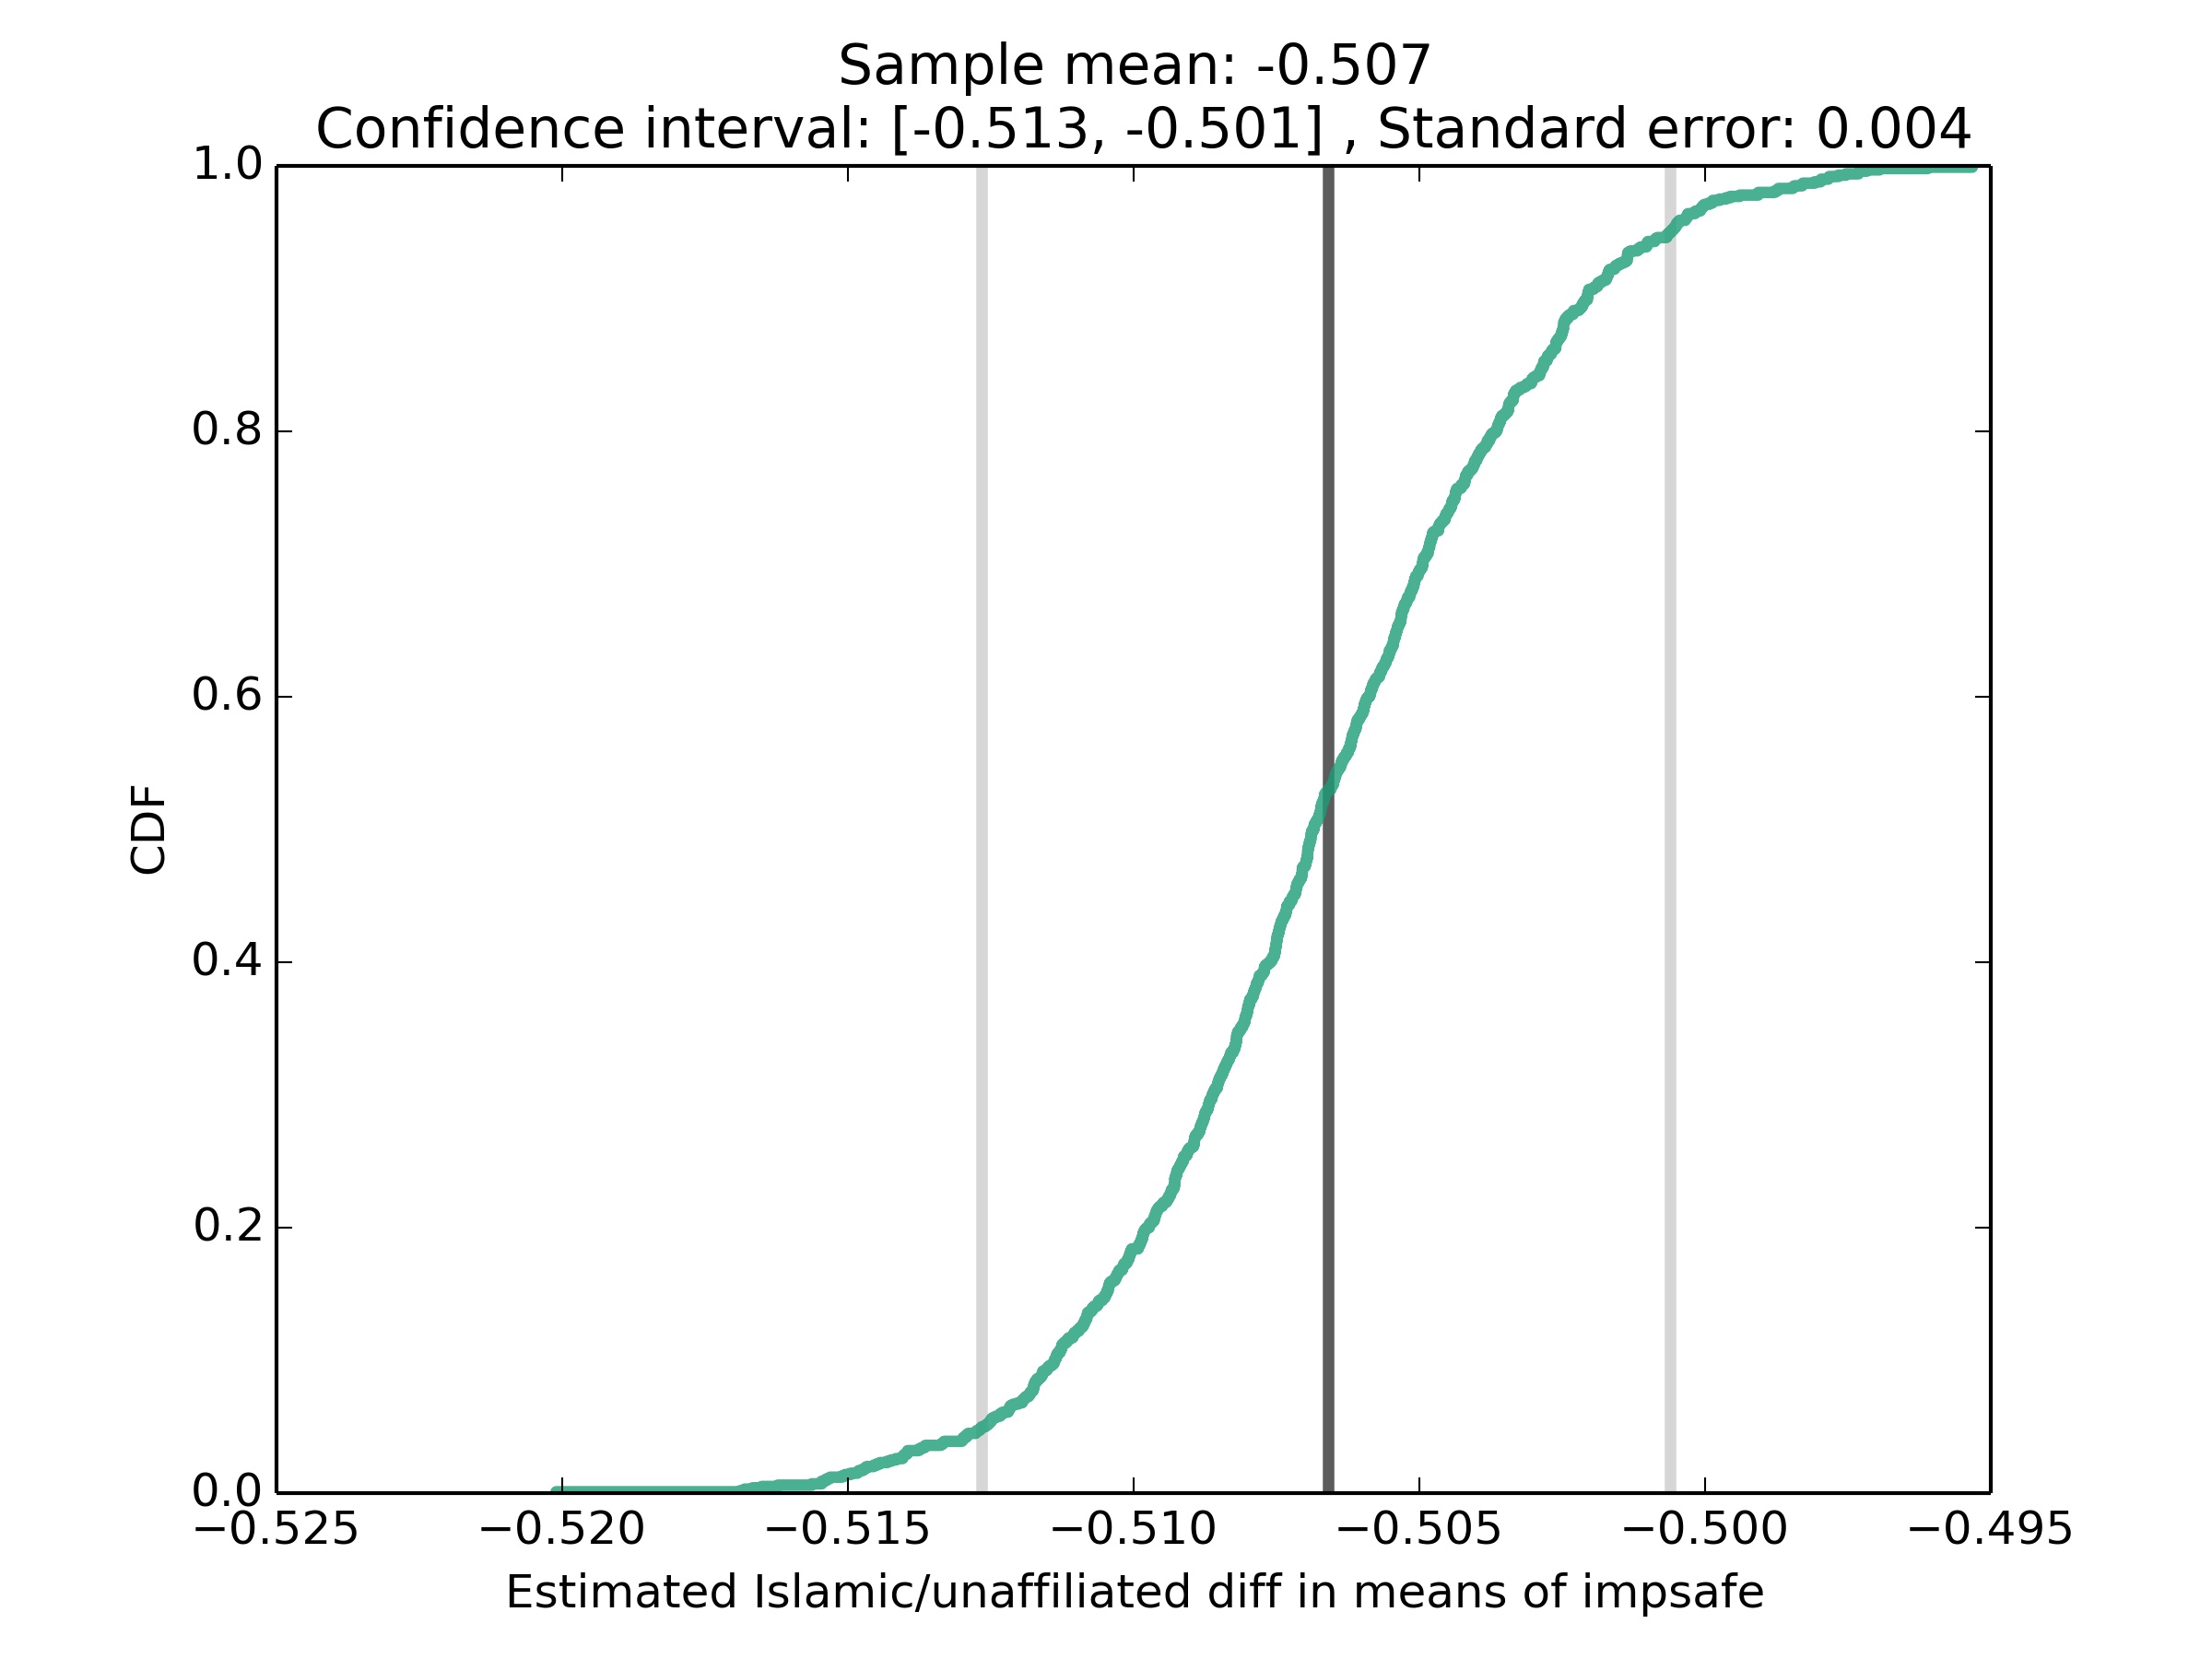 Sample mean: -0.507
Confidence interval: [-0.513, -0.501] , Standard error: 0.004
1.0
0.8
0.6
0.4
0.2
0.0
CDF
−0.525 −0.520 −0.515 −0.510 −0.505 −0.500 −0.495
Estimated Islamic/unaffiliated diff in means of impsafe